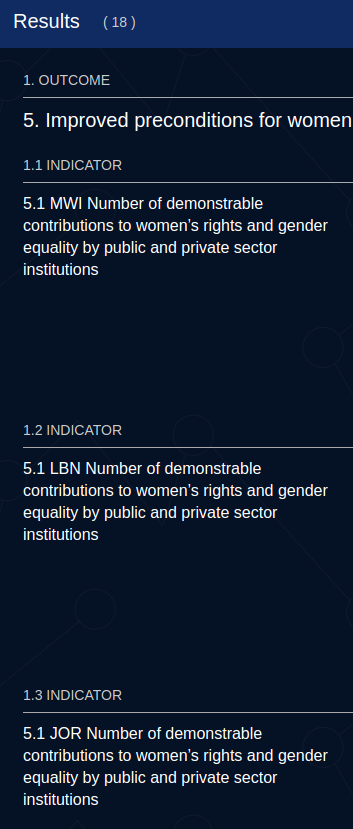 Results ( 18 )
1. OUTCOME
5. Improved preconditions for women
1.1 INDICATOR
5.1 MWI Number of demonstrable
contributions to women’s rights and gender
equality by public and private sector
institutions
1.2 INDICATOR
5.1 LBN Number of demonstrable
contributions to women’s rights and gender
equality by public and private sector
institutions
1.3 INDICATOR
5.1 JOR Number of demonstrable
contributions to women’s rights and gender
equality by public and private sector
institutions